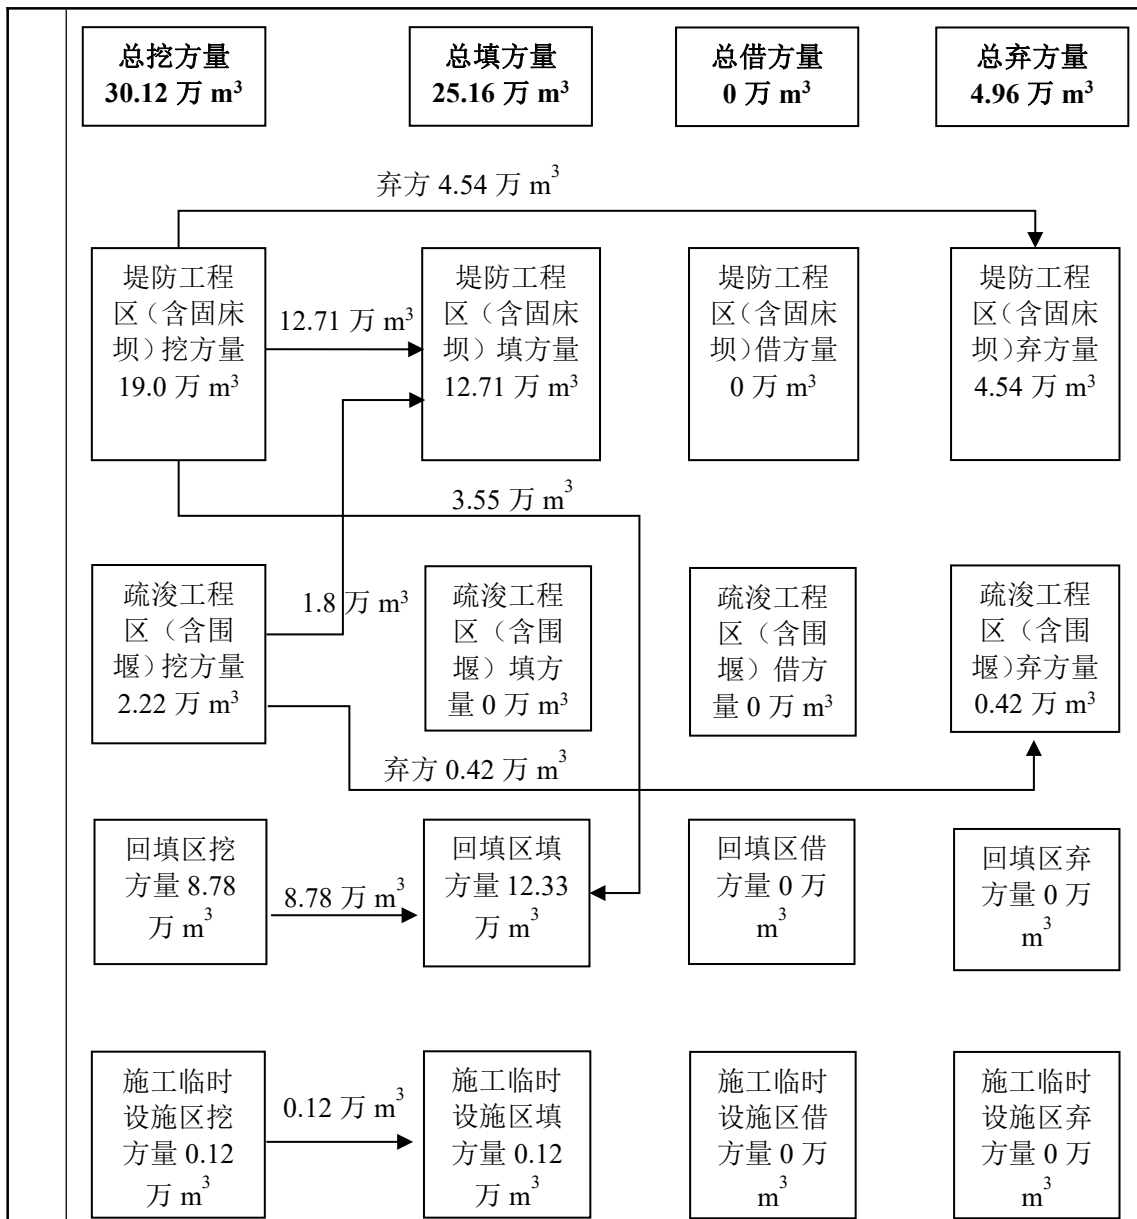 总挖方量
30.12 万 m³
总填方量
25.16 万 m³
总借方量
0 万 m³
总弃方量
4.96 万 m³
弃方 4.54 万 m³
堤防工程
区（含固床
坝）挖方量
19.0 万 m³
12.71 万 m³
堤防工程
区（含固床
坝）填方量
12.71 万 m³
堤防工程
区（含固床
坝）借方量
0 万 m³
堤防工程
区（含固床
坝）弃方量
4.54 万 m³
3.55 万 m³
疏浚工程
区（含围
堰）挖方量
2.22 万 m³
1.8 万 m³
疏浚工程
区（含围
堰）填方
量 0 万 m³
疏浚工程
区（含围
堰）借方
量 0 万 m³
疏浚工程
区（含围
堰）弃方量
0.42 万 m³
弃方 0.42 万 m³
回填区挖
方量 8.78
万 m³
8.78 万 m³
回填区填
方量 12.33
万 m³
回填区借
方量 0 万
m³
回填区弃
方量 0 万
m³
施工临时
设施区挖
方量 0.12
万 m³
0.12 万 m³
施工临时
设施区填
方量 0.12
万 m³
施工临时
设施区借
方量 0 万
m³
施工临时
设施区弃
方量 0 万
m³